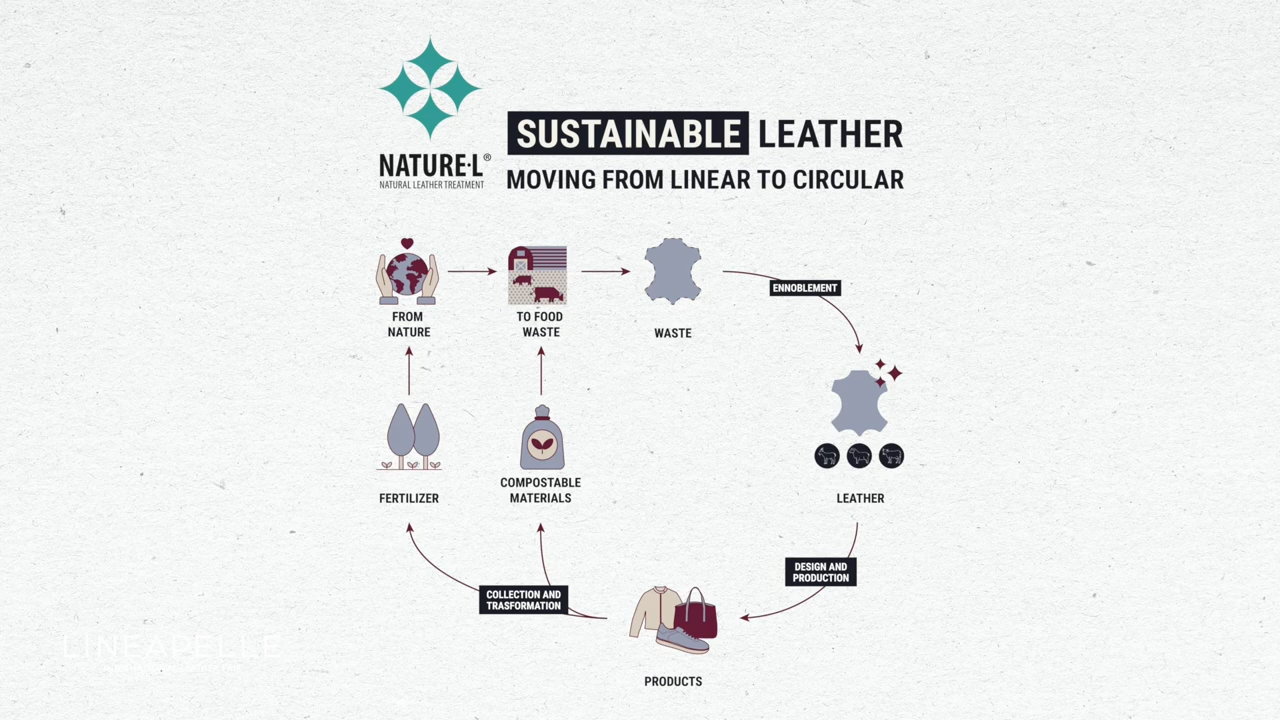 SUSTAINABLE LEATHER
NATURE·L®
NATURAL LEATHER TREATMENT
MOVING FROM LINEAR TO CIRCULAR
FROM
NATURE
TO FOOD
WASTE
WASTE
ENNOBLEMENT
FERTILIZER
COMPOSTABLE
MATERIALS
LEATHER
DESIGN AND
PRODUCTION
COLLECTION AND
TRASFORMATION
PRODUCTS